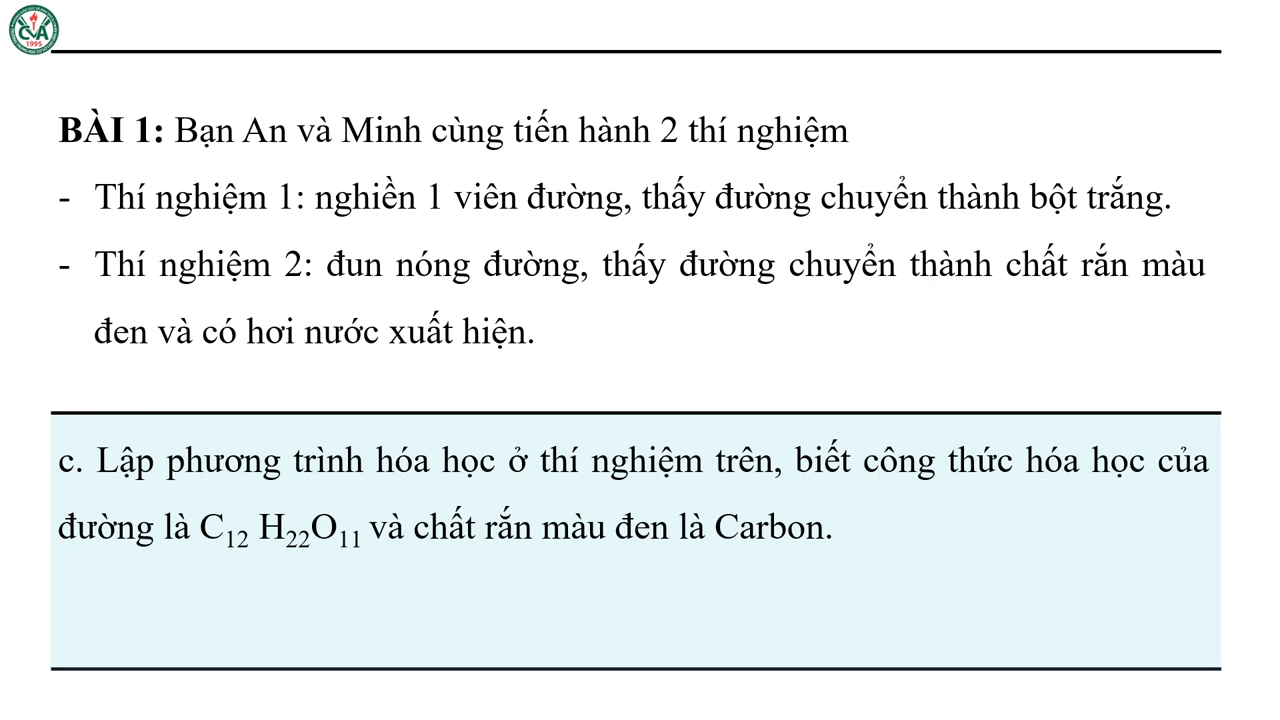 CVA
1995
BÀI 1: Bạn An và Minh cùng tiến hành 2 thí nghiệm
- Thí nghiệm 1: nghiền 1 viên đường, thấy đường chuyển thành bột trắng.
- Thí nghiệm 2: đun nóng đường, thấy đường chuyển thành chất rắn màu
đen và có hơi nước xuất hiện.
c. Lập phương trình hóa học ở thí nghiệm trên, biết công thức hóa học của
đường là C₁₂ H₂₂O₁₁ và chất rắn màu đen là Carbon.